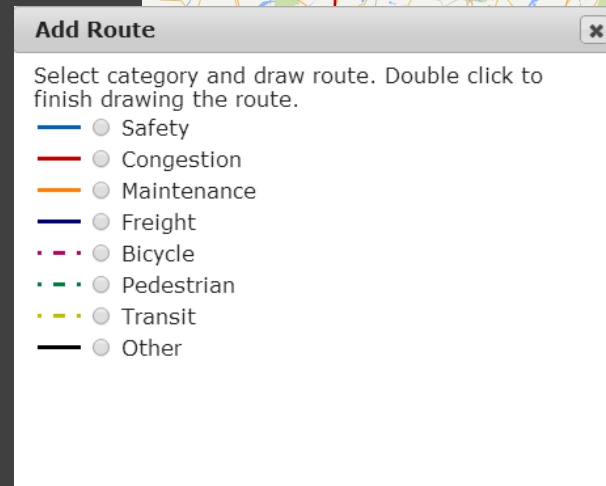 Add Route
Select category and draw route. Double click to
finish drawing the route.
Safety
Congestion
Maintenance
Freight
Bicycle
Pedestrian
Transit
Other